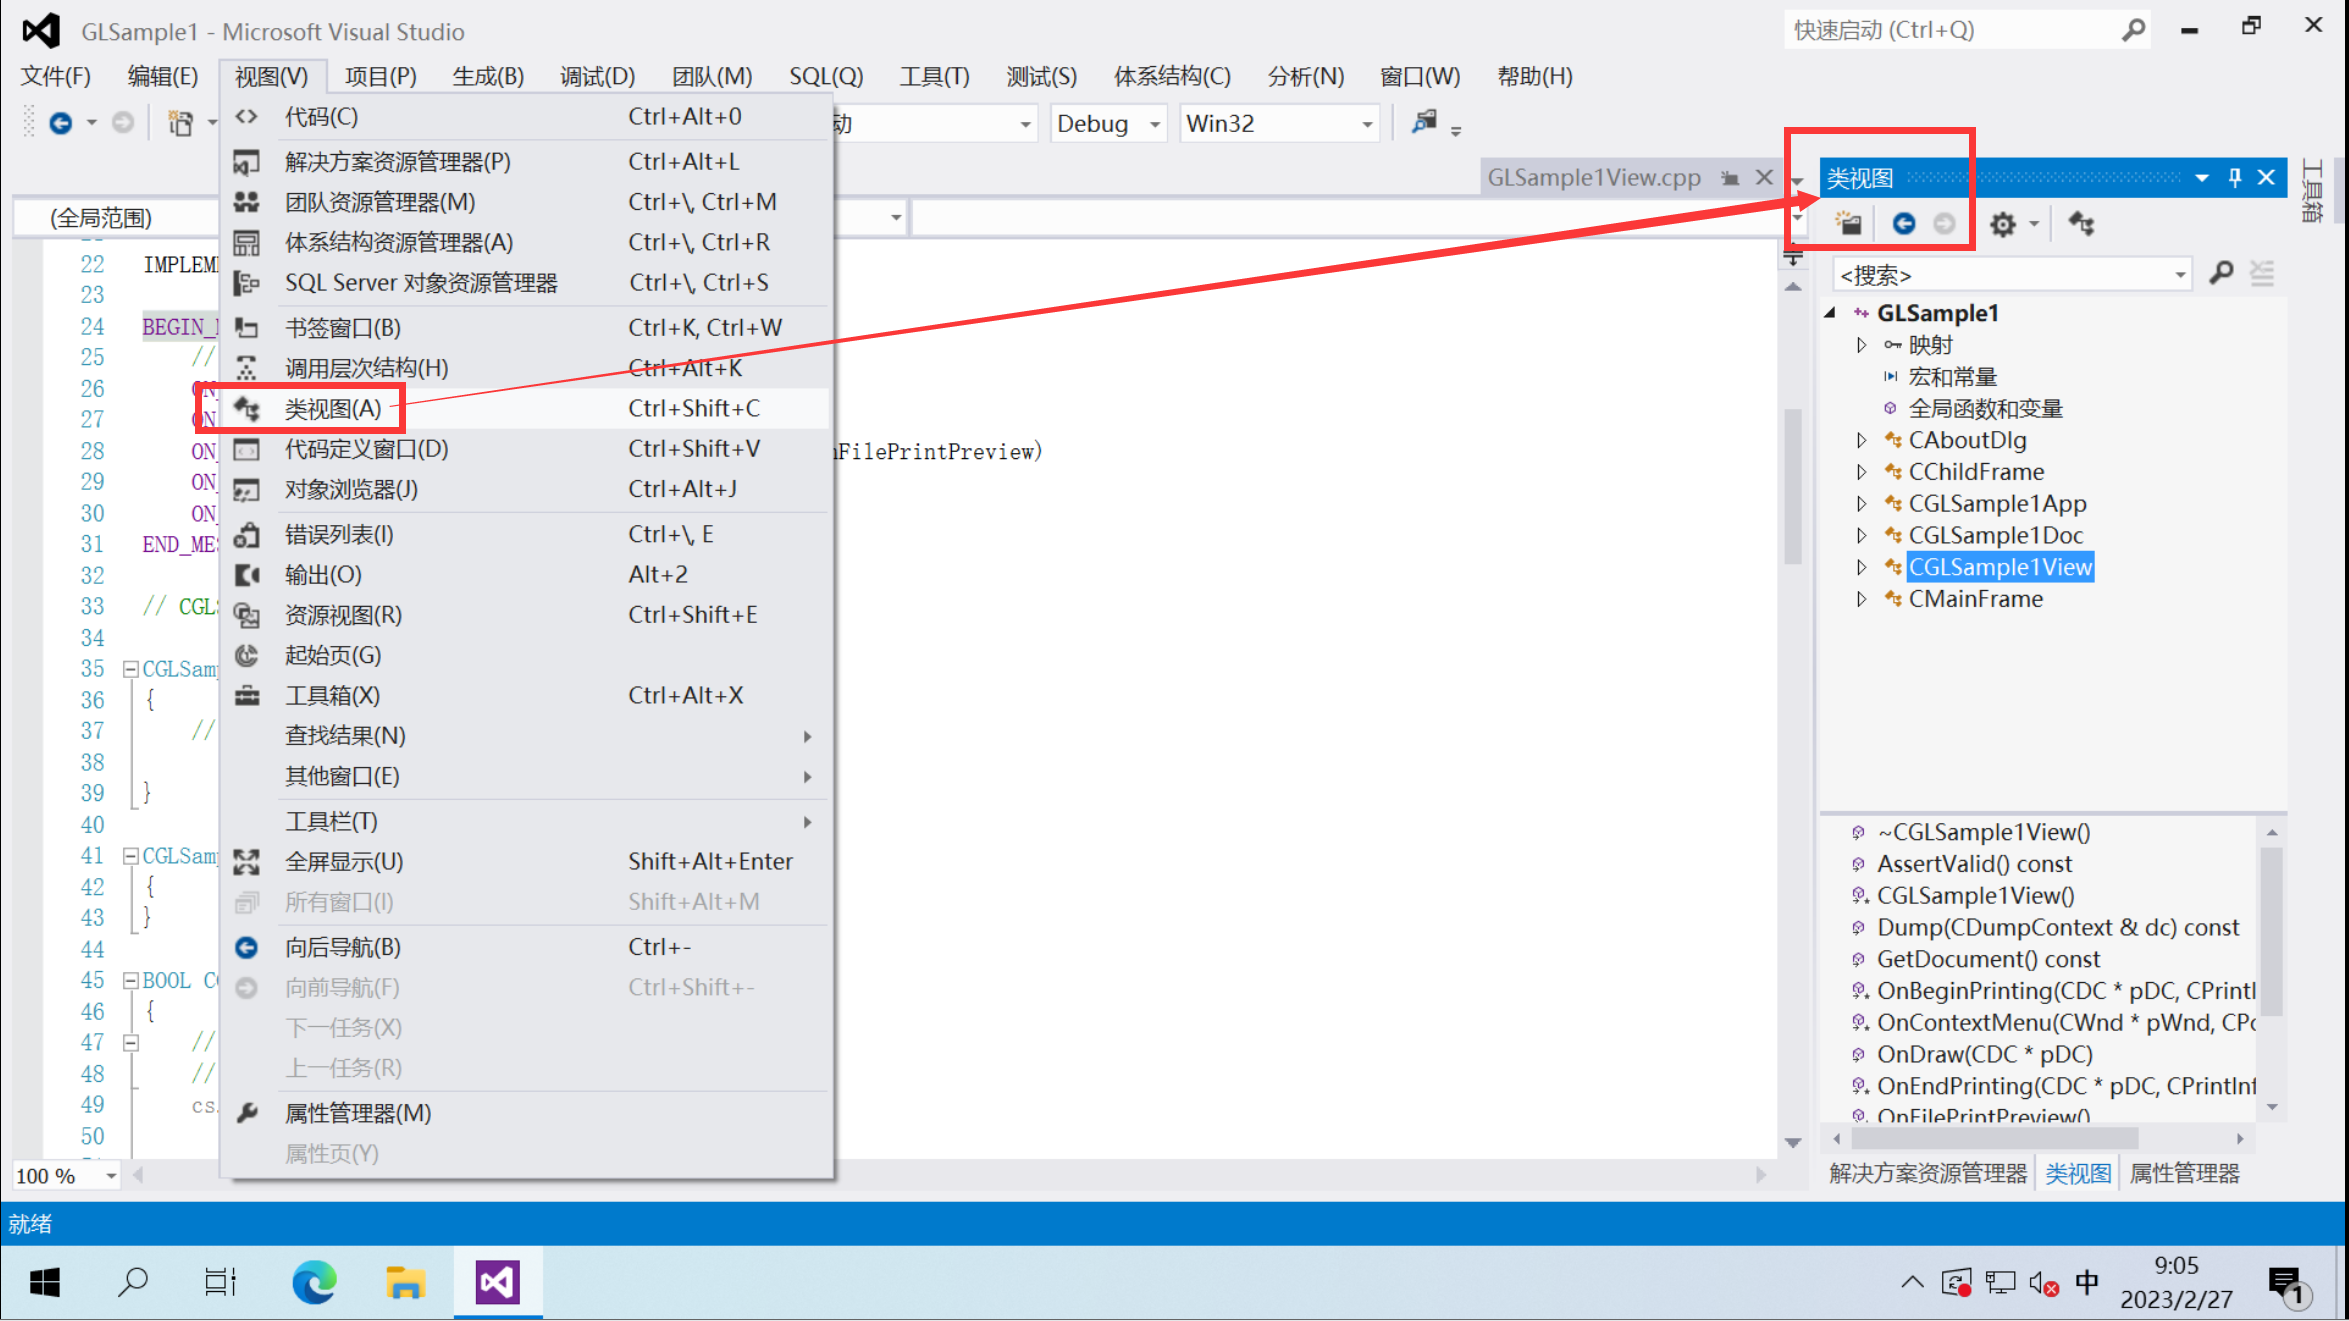 GLSample1 - Microsoft Visual Studio
快速启动 (Ctrl+Q)
文件(F) 编辑(E) 视图(V) 项目(P) 生成(B) 调试(D) 团队(M) SQL(Q) 工具(T) 测试(S) 体系结构(C) 分析(N) 窗口(W) 帮助(H)
动 Debug Win32
代码(C) Ctrl+Alt+0
解决方案资源管理器(P) Ctrl+Alt+L
团队资源管理器(M) Ctrl+\, Ctrl+M
体系结构资源管理器(A) Ctrl+\, Ctrl+R
SQL Server 对象资源管理器 Ctrl+\, Ctrl+S
书签窗口(B) Ctrl+K, Ctrl+W
调用层次结构(H) Ctrl+Alt+K
类视图(A) Ctrl+Shift+C
代码定义窗口(D) Ctrl+Shift+V
对象浏览器(J) Ctrl+Alt+J
错误列表(I) Ctrl+\, E
输出(O) Alt+2
资源视图(R) Ctrl+Shift+E
起始页(G)
工具箱(X) Ctrl+Alt+X
查找结果(N)
其他窗口(E)
工具栏(T)
全屏显示(U) Shift+Alt+Enter
所有窗口(I) Shift+Alt+M
向后导航(B) Ctrl+-
向前导航(F) Ctrl+Shift+-
下一任务(X)
上一任务(R)
属性管理器(M)
属性页(Y)
GLSample1View.cpp
(全局范围)
22 IMPLEM
23
24 BEGIN_
25 //
26 ON_
27 ON_
28 ON_ FilePrintPreview)
29 ON_
30 ON_
31 END_MES
32
33 // CGLS
34
35 CGLSam
36 {
37 //
38
39 }
40
41 CGLSam
42 {
43 }
44
45 BOOL C
46 {
47 //
48 //
49 cs.
50
100 %
类视图
工具箱
<搜索>
GLSample1
映射
宏和常量
全局函数和变量
CAboutDlg
CChildFrame
CGLSample1App
CGLSample1Doc
CGLSample1View
CMainFrame
~CGLSample1View()
AssertValid() const
CGLSample1View()
Dump(CDumpContext & dc) const
GetDocument() const
OnBeginPrinting(CDC * pDC, CPrintI
OnContextMenu(CWnd * pWnd, CPo
OnDraw(CDC * pDC)
OnEndPrinting(CDC * pDC, CPrintInf
OnFilePrintPreview()
解决方案资源管理器 类视图 属性管理器
就绪
中
9:05
2023/2/27
1